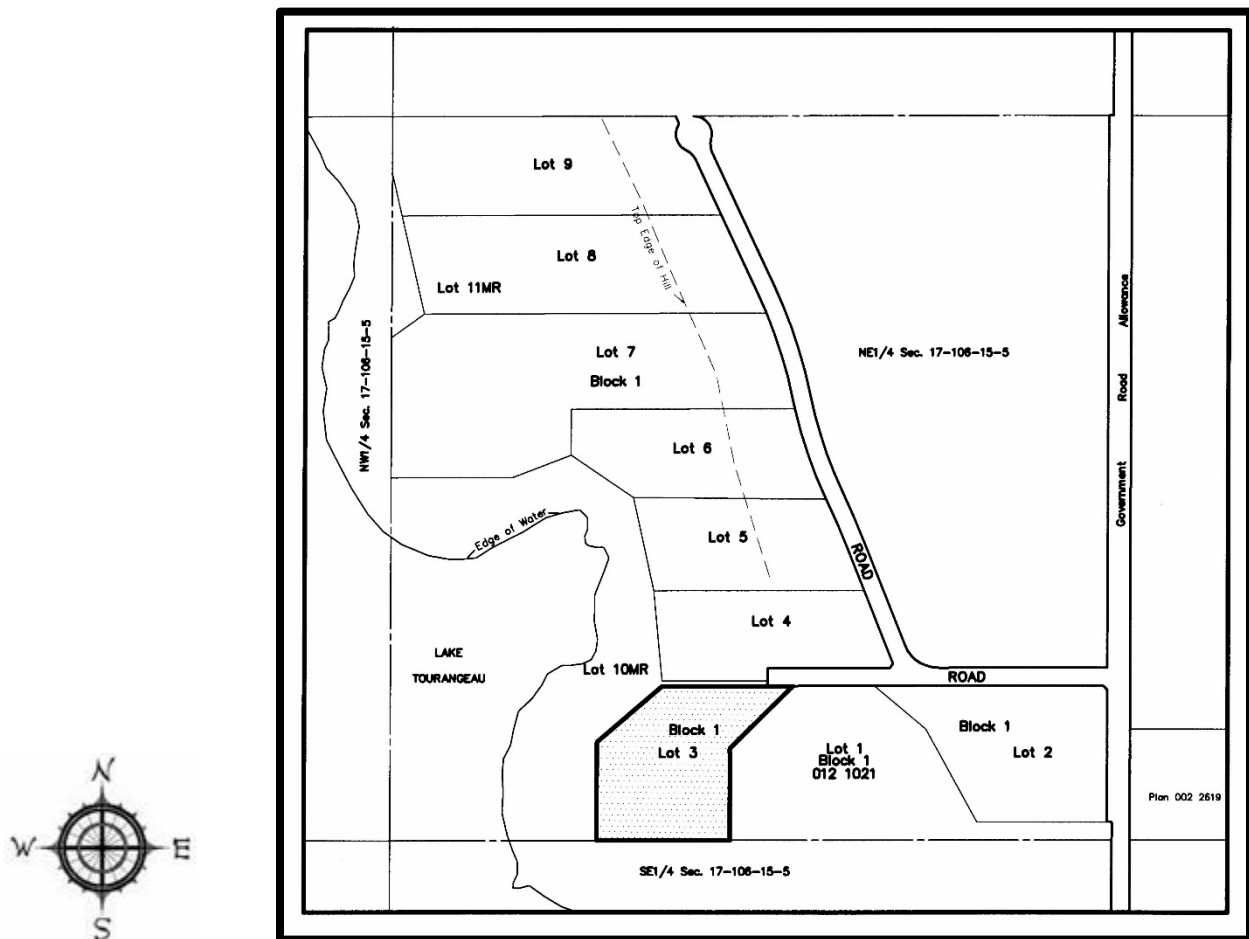 Lot 9
Top Edge of Hill
Lot 8
Lot 11MR
Government Road Allowance
NW1/4 Sec. 17-106-15-5
Lot 7
Block 1
NE1/4 Sec. 17-106-15-5
Lot 6
Edge of Water
Lot 5
ROAD
Lot 4
LAKE
TOURANGEAU
Lot 10MR
ROAD
Block 1
Lot 3
Lot 1
Block 1
012 1021
Block 1
Lot 2
Plan 002 2619
SE1/4 Sec. 17-106-15-5
N
W
E
S